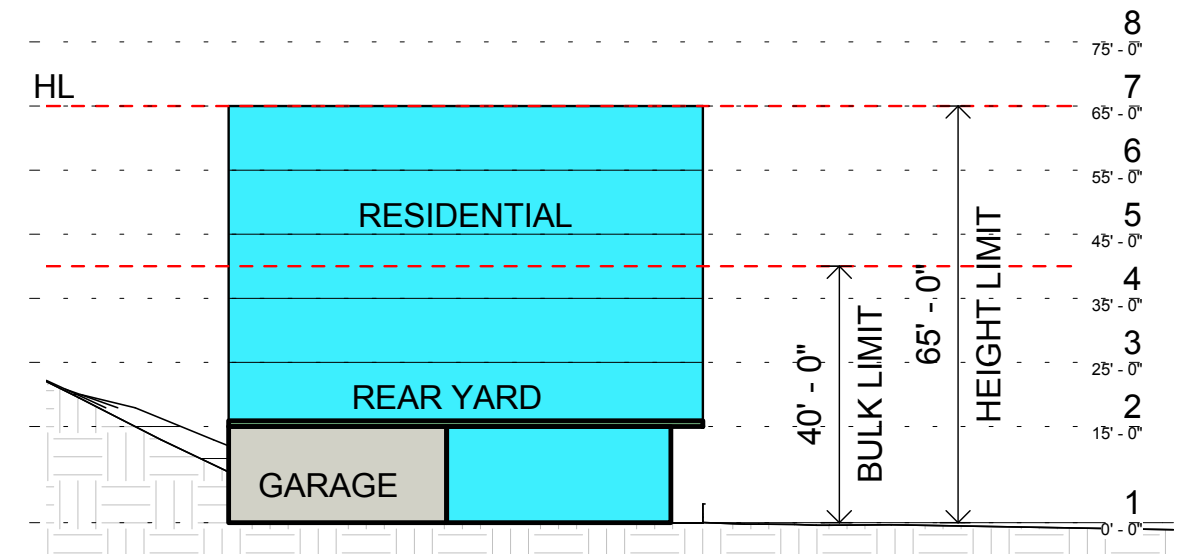 8
75' - 0"
HL
7
65' - 0"
6
55' - 0"
RESIDENTIAL
5
45' - 0"
4
35' - 0"
3
25' - 0"
REAR YARD
2
15' - 0"
GARAGE
1
0' - 0"
40' - 0"
BULK LIMIT
65' - 0"
HEIGHT LIMIT